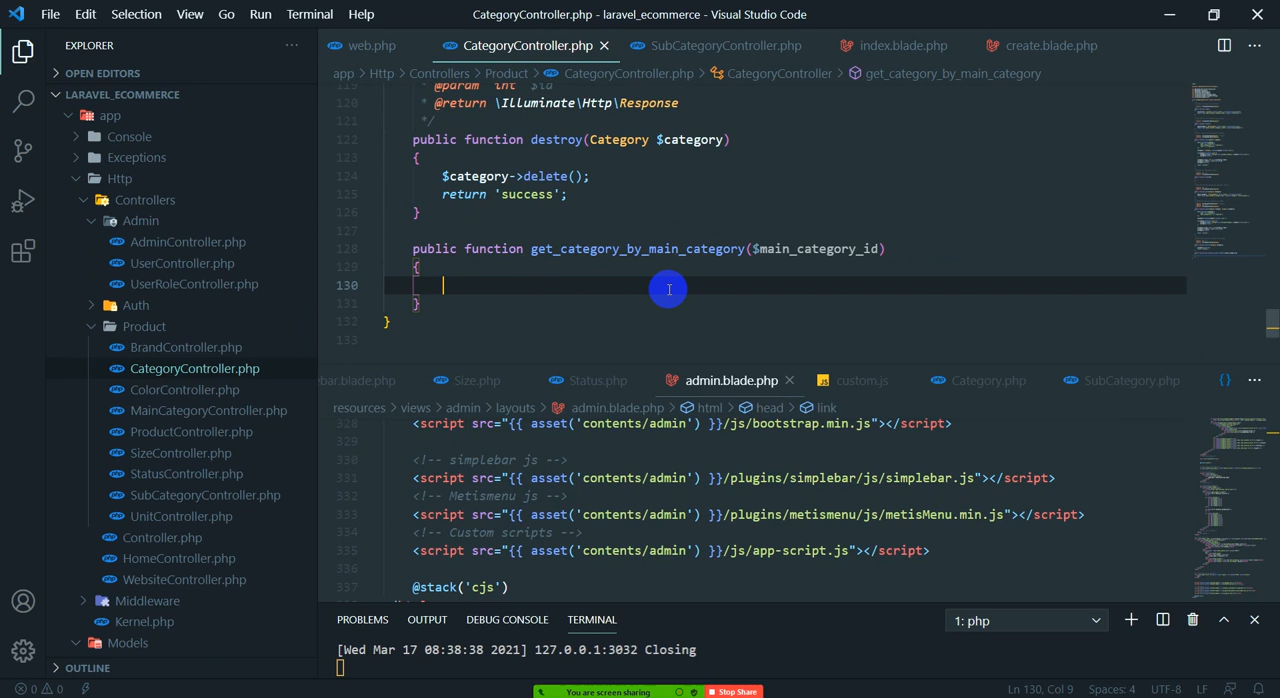 File Edit Selection View Go Run Terminal Help
CategoryController.php - laravel_ecommerce - Visual Studio Code
EXPLORER
OPEN EDITORS
LARAVEL_ECOMMERCE
app
Console
Exceptions
Http
Controllers
Admin
AdminController.php
UserController.php
UserRoleController.php
Auth
Product
BrandController.php
CategoryController.php
ColorController.php
MainCategoryController.php
ProductController.php
SizeController.php
StatusController.php
SubCategoryController.php
UnitController.php
Controller.php
HomeController.php
WebsiteController.php
Middleware
Kernel.php
Models
OUTLINE
web.php CategoryController.php SubCategoryController.php index.blade.php create.blade.php
app > Http > Controllers > Product > CategoryController.php > CategoryController > get_category_by_main_category
119 * @param int $id
120 * @return \Illuminate\Http\Response
121 */
122 public function destroy(Category $category)
123 {
124 $category->delete();
125 return 'success';
126 }
127
128 public function get_category_by_main_category($main_category_id)
129 {
130
131 }
132 }
133
bar.blade.php Size.php Status.php admin.blade.php custom.js Category.php SubCategory.php
resources > views > admin > layouts > admin.blade.php > html > head > link
328 <script src="{{ asset('contents/admin') }}/js/bootstrap.min.js"></script>
329
330 <!-- simplebar js -->
331 <script src="{{ asset('contents/admin') }}/plugins/simplebar/js/simplebar.js"></script>
332 <!-- Metismenu js -->
333 <script src="{{ asset('contents/admin') }}/plugins/metismenu/js/metisMenu.min.js"></script>
334 <!-- Custom scripts -->
335 <script src="{{ asset('contents/admin') }}/js/app-script.js"></script>
336
337 @stack('cjs')
PROBLEMS OUTPUT DEBUG CONSOLE TERMINAL
1: php
[Wed Mar 17 08:38:38 2021] 127.0.0.1:3032 Closing
0 0
You are screen sharing Stop Share
Ln 130, Col 9 Spaces: 4 UTF-8 LF